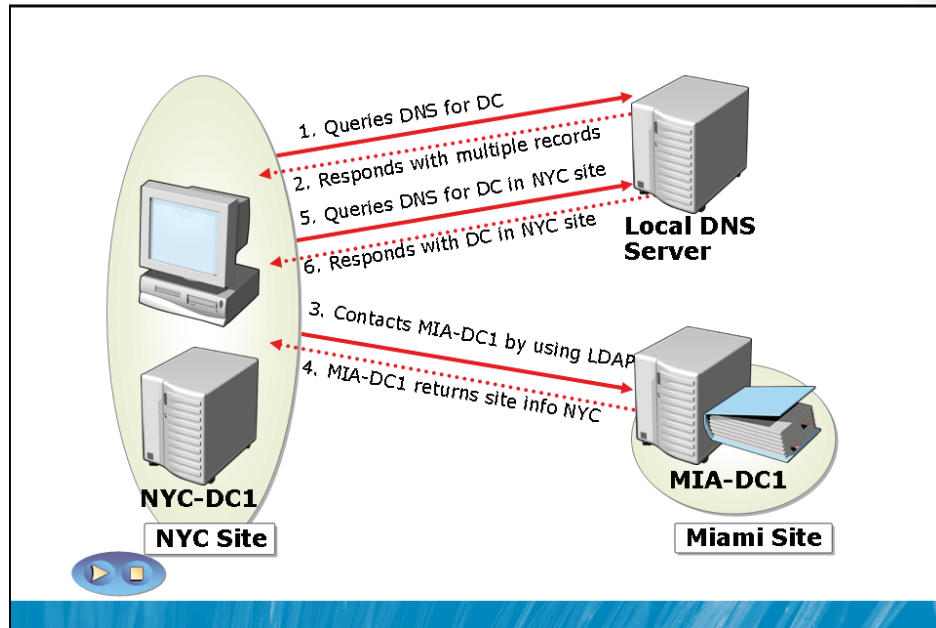 1. Queries DNS for DC
2. Responds with multiple records
5. Queries DNS for DC in NYC site
6. Responds with DC in NYC site
Local DNS
Server
3. Contacts MIA-DC1 by using LDAP
4. MIA-DC1 returns site info NYC
NYC-DC1
NYC Site
MIA-DC1
Miami Site